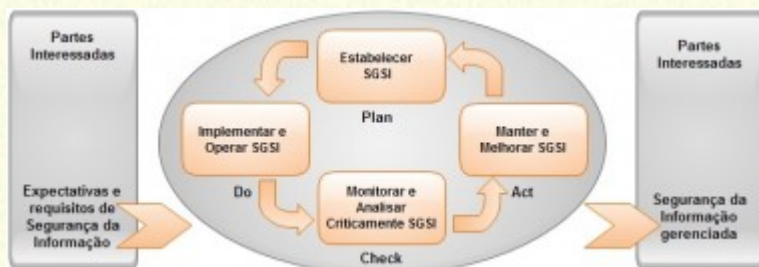 Partes
Interessadas
Expectativas e
requisitos de
Segurança da
Informação
Estabelecer
SGSI
Plan
Implementar e
Operar SGSI
Do
Manter e
Melhorar SGSI
Act
Monitorar e
Analisar
Criticamente SGSI
Check
Partes
Interessadas
Segurança da
Informação
gerenciada